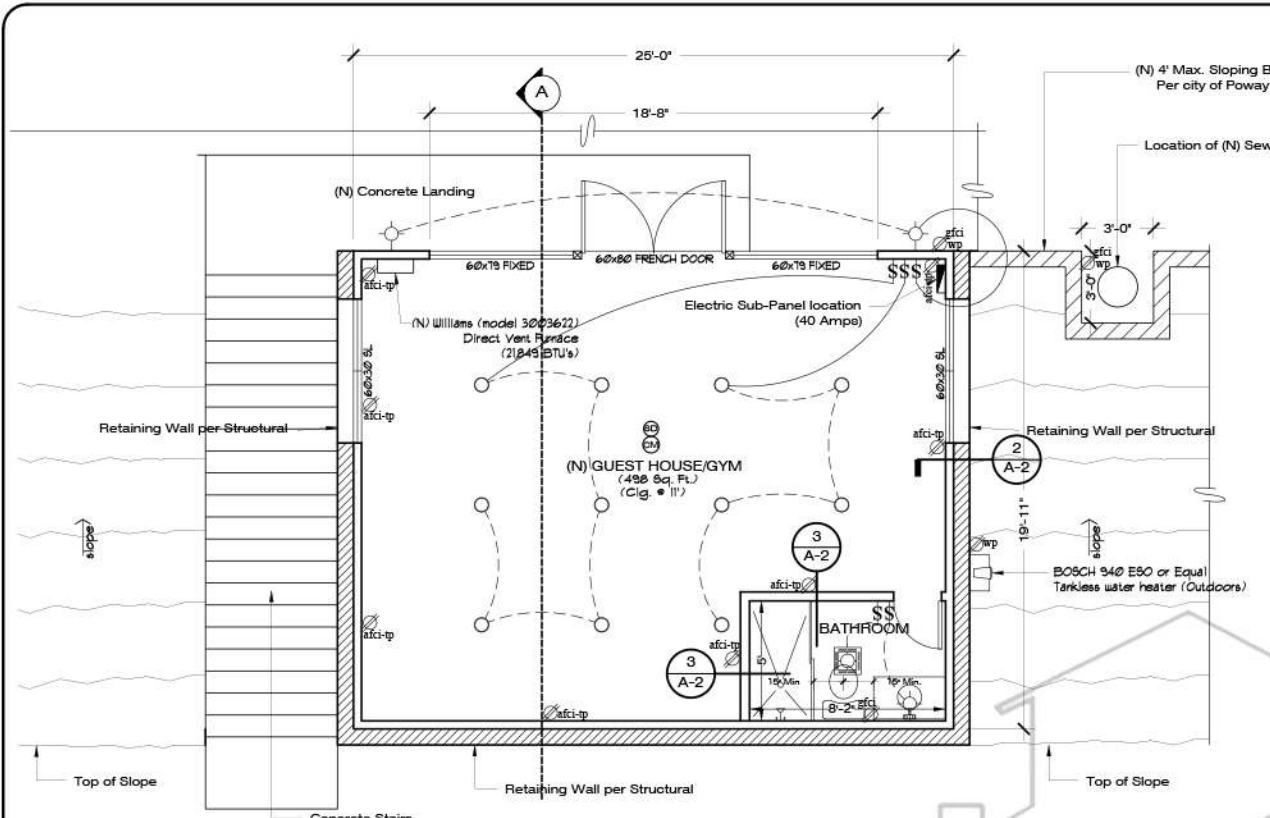 25'-0"
(N) 4' Max. Sloping B
Per city of Poway
A
18'-8"
Location of (N) Sew
(N) Concrete Landing
3'-0"
gfci
wp
gfci
wp
3'-0"
60x79 FIXED
60x80 FRENCH DOOR
60x79 FIXED
$$$
afci-tp
afci-tp
Electric Sub-Panel location
(40 Amps)
(N) Williams (model 3003622)
Direct Vent Furnace
(21,849 BTU's)
60x30 SL
60x30 SL
afci-tp
Retaining Wall per Structural
SD
CM
afci-tp
Retaining Wall per Structural
2
A-2
(N) GUEST HOUSE/GYM
(498 Sq. Ft.)
(Clg. @ 11')
19'-11"
slope
slope
3
A-2
wp
BOSCH 940 ESO or Equal
Tankless water heater (Outdoors)
afci-tp
$$
afci-tp
BATHROOM
afci-tp
3
A-2
5'
15" Min
15" Min.
8'-2"
gfci
afci-tp
Top of Slope
Retaining Wall per Structural
Top of Slope
Concrete Stairs